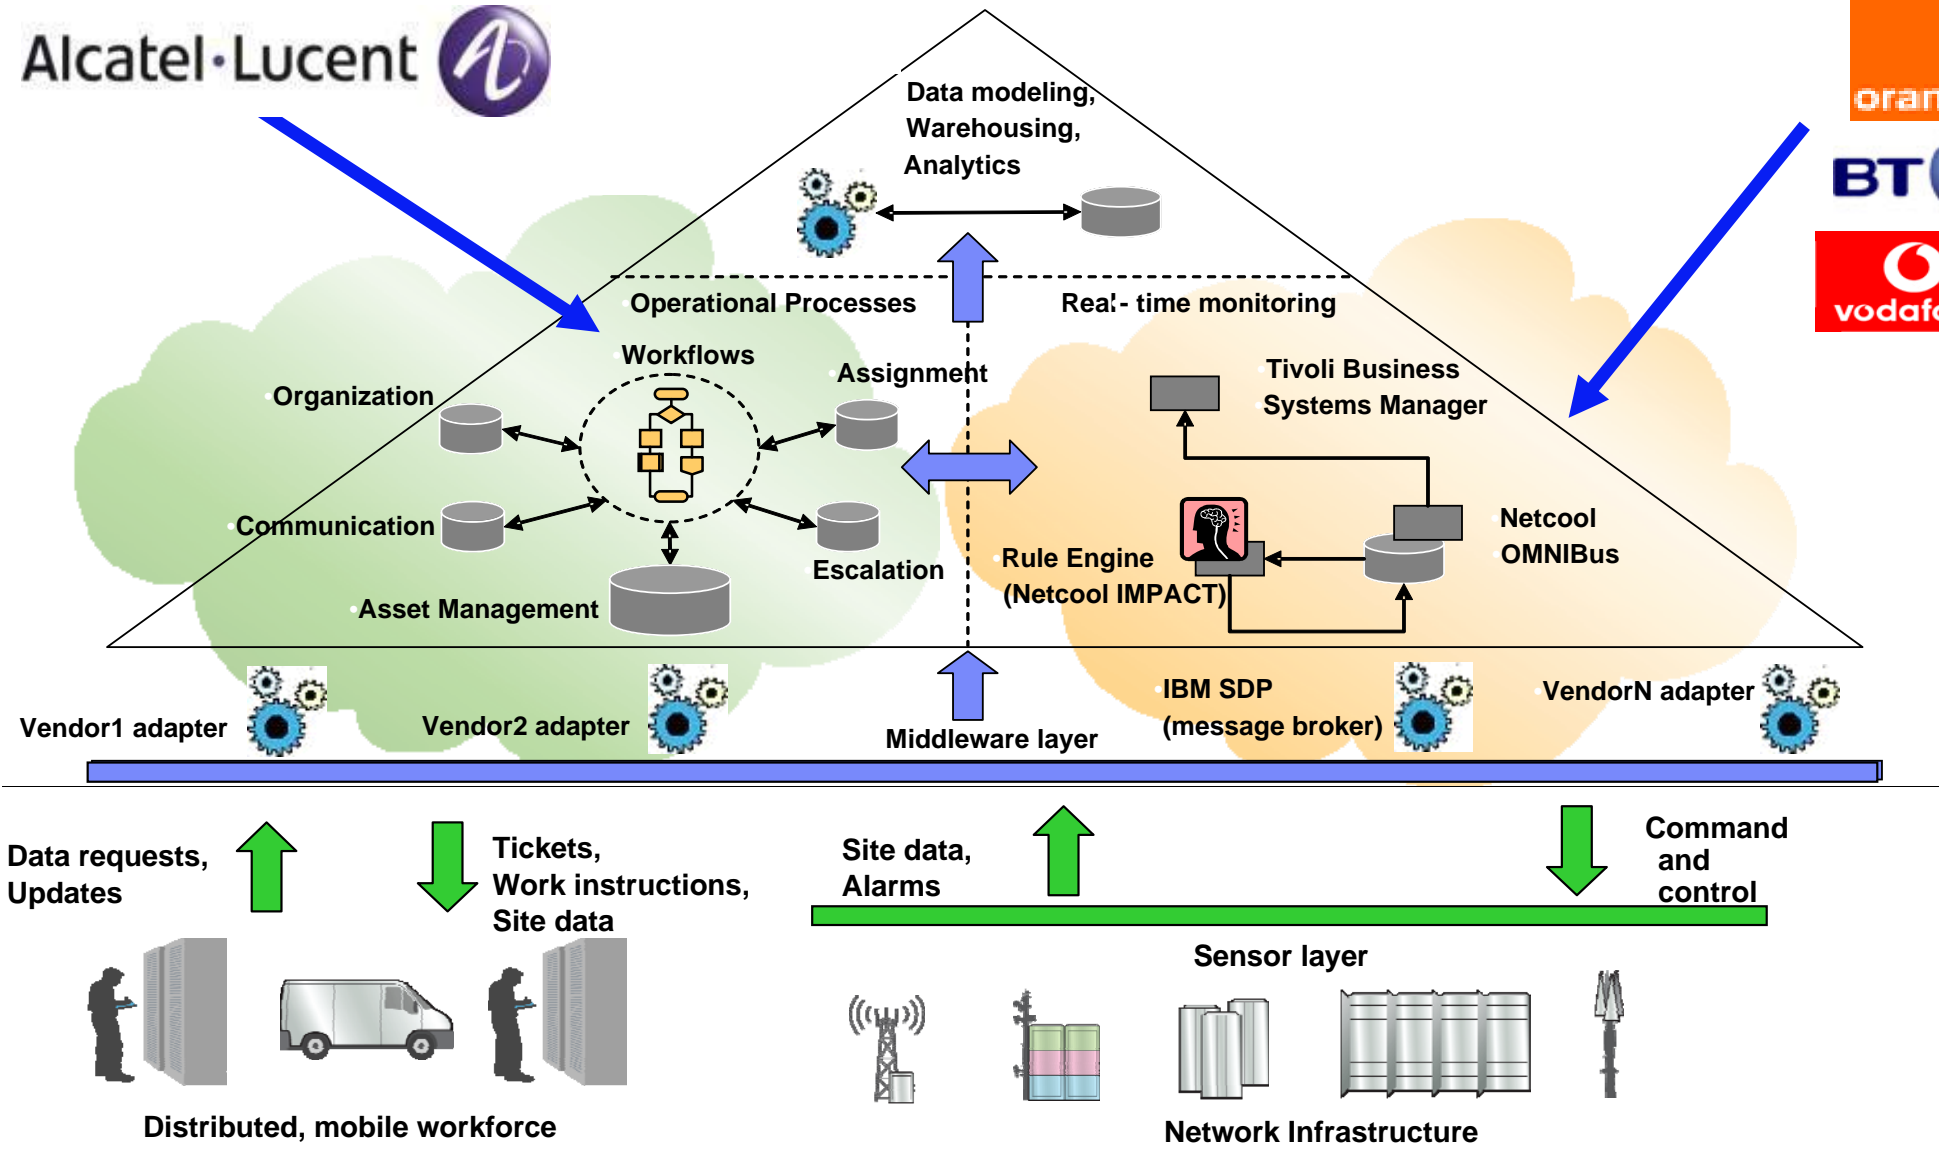 Alcatel·Lucent
oran
BT
vodafo
Data modeling,
Warehousing,
Analytics
Operational Processes
Real- time monitoring
Workflows
Assignment
Organization
Tivoli Business
Systems Manager
Communication
Netcool
OMNIBus
Rule Engine
(Netcool IMPACT)
Escalation
Asset Management
Vendor1 adapter
Vendor2 adapter
Middleware layer
IBM SDP
(message broker)
VendorN adapter
Data requests,
Updates
Tickets,
Work instructions,
Site data
Site data,
Alarms
Command
and
control
Sensor layer
Distributed, mobile workforce
Network Infrastructure